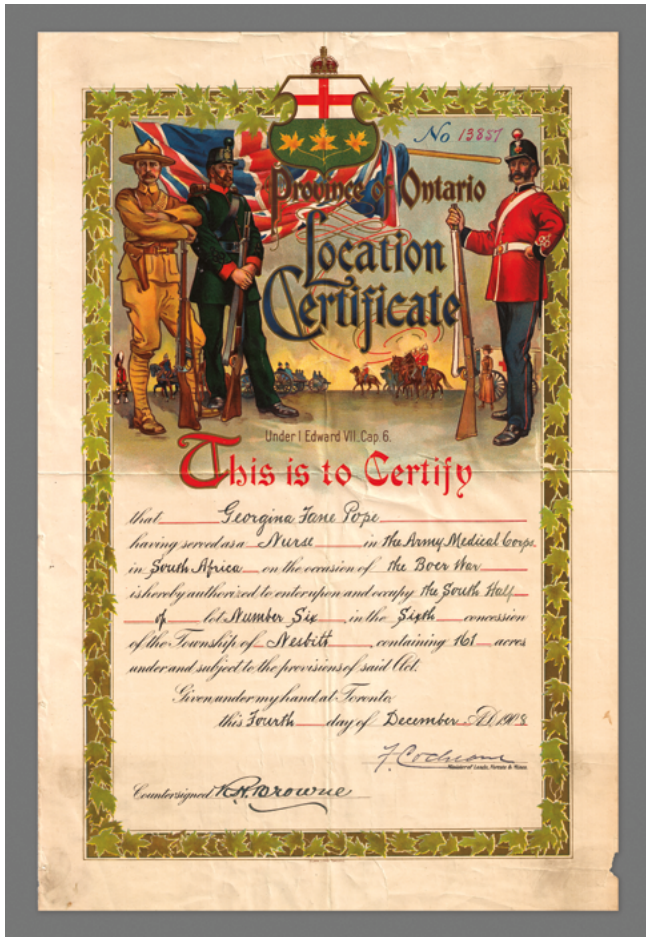 No 13857
Province of Ontario
Location
Certificate
Under 1 Edward VII. Cap. 6.
This is to Certify
that Georgina Jane Pope
having served as a Nurse in the Army Medical Corps
in South Africa on the occasion of the Boer War
is hereby authorized to enter upon and occupy the South Half
of lot Number Six in the Sixth concession
of the Township of Nesbitt containing 161 acres
under and subject to the provisions of said Act.
Given under my hand at Toronto
this Fourth day of December A.D. 1908
F. Cochrane
Minister of Lands, Forests & Mines.
Countersigned Browne